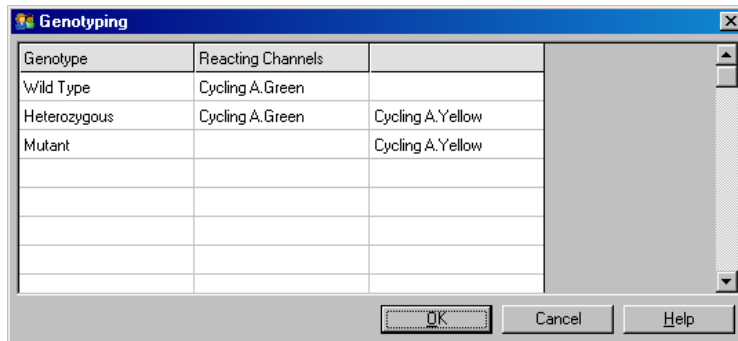 Genotyping
Genotype Reacting Channels
Wild Type Cycling A.Green
Heterozygous Cycling A.Green Cycling A.Yellow
Mutant Cycling A.Yellow
OK Cancel Help